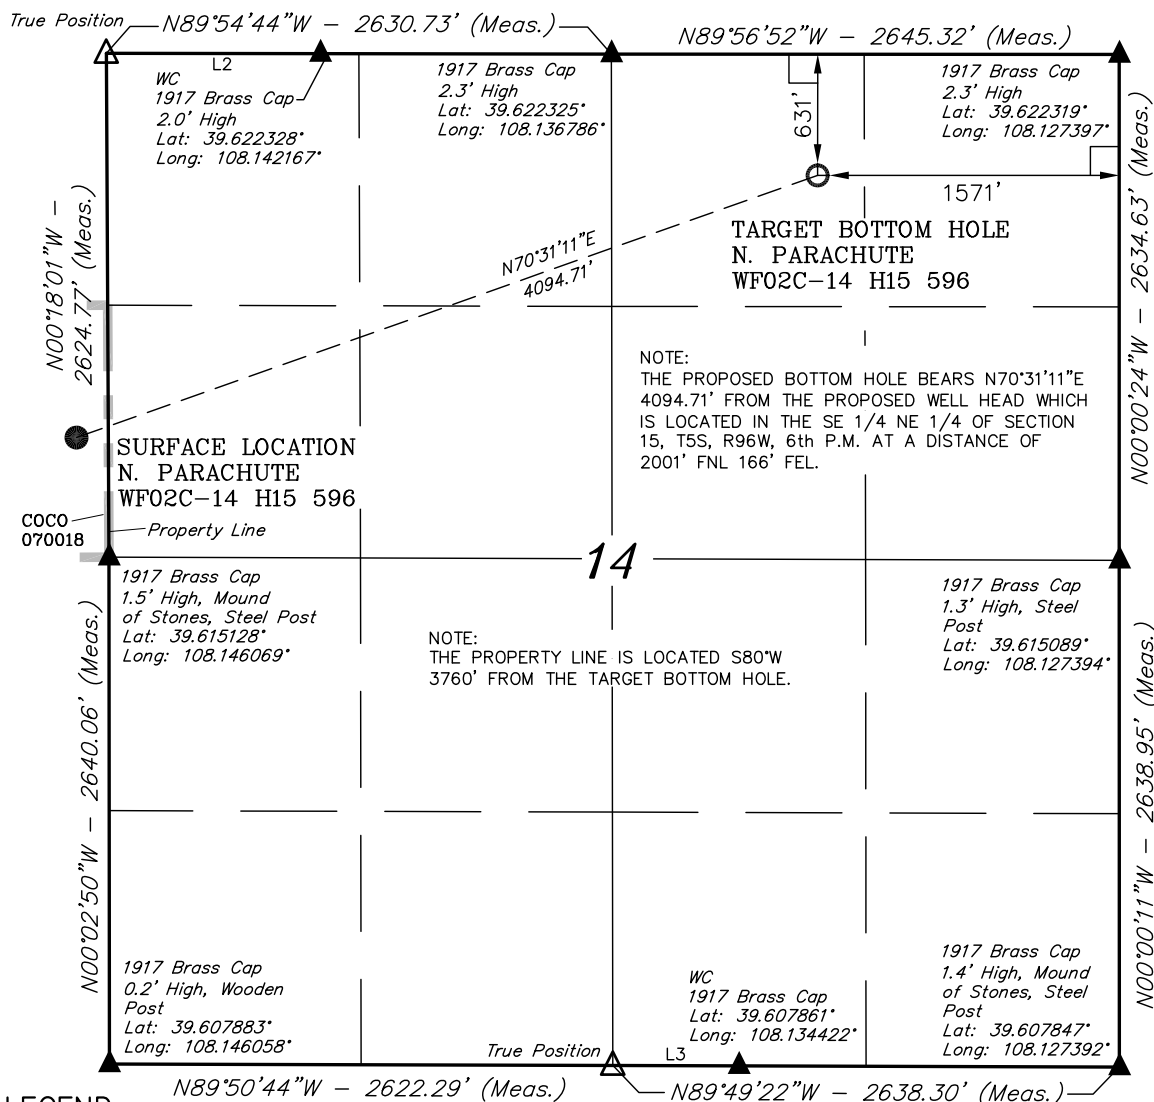 True Position
N89°54'44"W - 2630.73' (Meas.)
N89°56'52"W - 2645.32' (Meas.)
L2
WC
1917 Brass Cap
2.0' High
Lat: 39.622328°
Long: 108.142167°
1917 Brass Cap
2.3' High
Lat: 39.622325°
Long: 108.136786°
631'
1917 Brass Cap
2.3' High
Lat: 39.622319°
Long: 108.127397°
1571'
TARGET BOTTOM HOLE
N. PARACHUTE
WF02C-14 H15 596
N00°18'01"W -
2624.77' (Meas.)
N70°31'11"E
4094.71'
N00°00'24"W - 2634.63' (Meas.)
NOTE:
THE PROPOSED BOTTOM HOLE BEARS N70°31'11"E
4094.71' FROM THE PROPOSED WELL HEAD WHICH
IS LOCATED IN THE SE 1/4 NE 1/4 OF SECTION
15, T5S, R96W, 6th P.M. AT A DISTANCE OF
2001' FNL 166' FEL.
SURFACE LOCATION
N. PARACHUTE
WF02C-14 H15 596
COCO
070018
Property Line
14
1917 Brass Cap
1.5' High, Mound
of Stones, Steel Post
Lat: 39.615128°
Long: 108.146069°
1917 Brass Cap
1.3' High, Steel
Post
Lat: 39.615089°
Long: 108.127394°
NOTE:
THE PROPERTY LINE IS LOCATED S80°W
3760' FROM THE TARGET BOTTOM HOLE.
N00°02'50"W - 2640.06' (Meas.)
N00°00'11"W - 2638.95' (Meas.)
1917 Brass Cap
0.2' High, Wooden
Post
Lat: 39.607883°
Long: 108.146058°
WC
1917 Brass Cap
Lat: 39.607861°
Long: 108.134422°
1917 Brass Cap
1.4' High, Mound
of Stones, Steel
Post
Lat: 39.607847°
Long: 108.127392°
True Position
L3
N89°50'44"W - 2622.29' (Meas.)
N89°49'22"W - 2638.30' (Meas.)
LEGEND